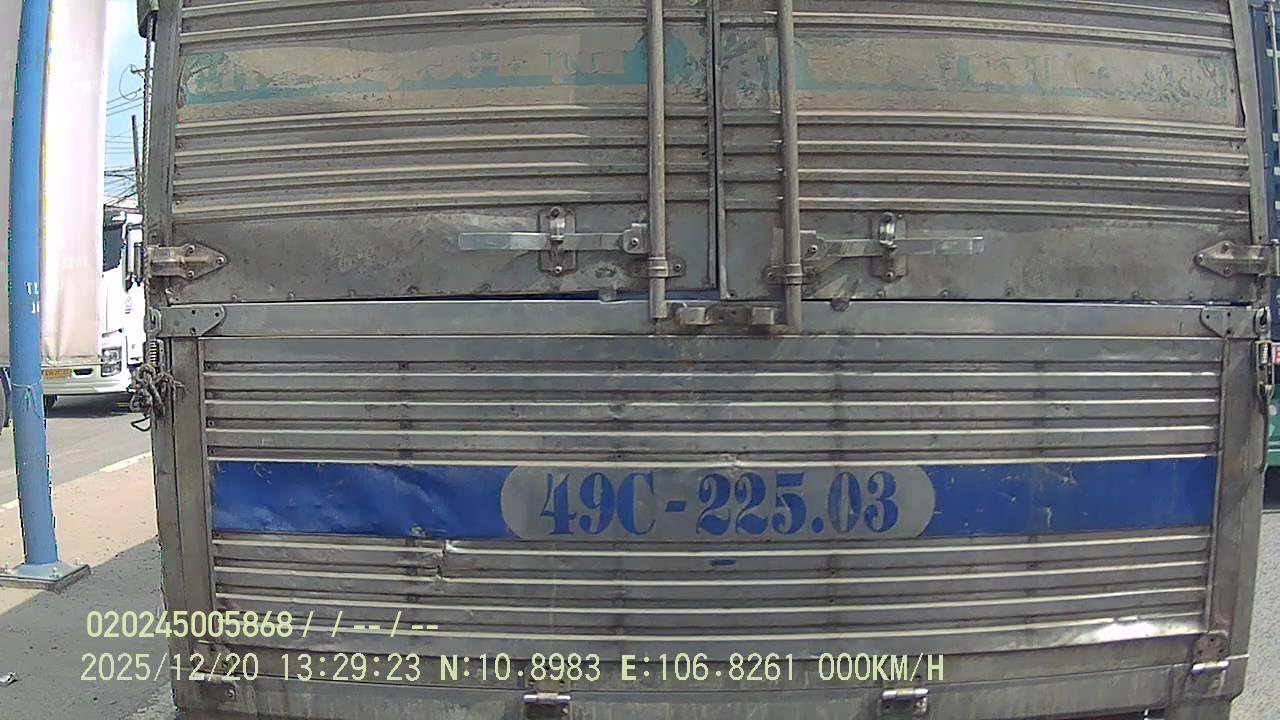 49C-225.03
020245005868/ / -- / --
2025/12/20 13:29:23 N:10.8983 E:106.8261 000KM/H